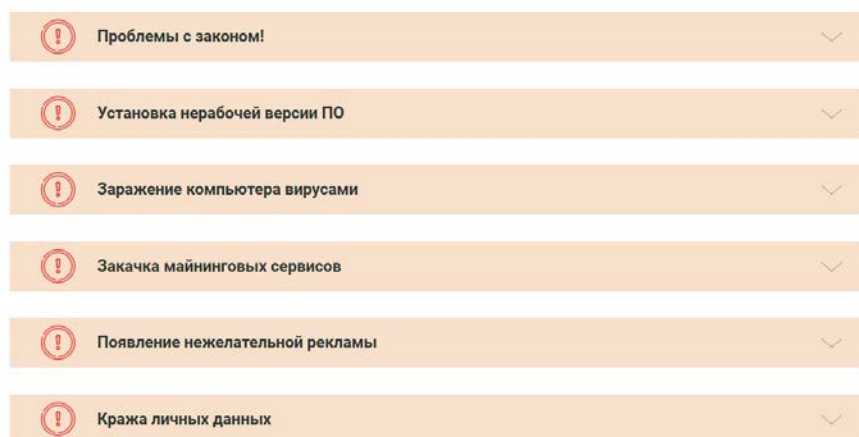 Проблемы с законом!
Установка нерабочей версии ПО
Заражение компьютера вирусами
Закачка майнинговых сервисов
Появление нежелательной рекламы
Кража личных данных